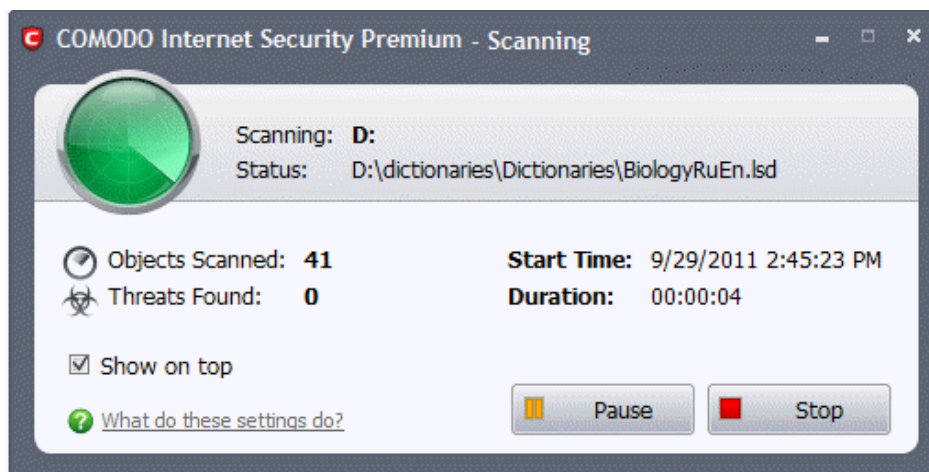 COMODO Internet Security Premium - Scanning
Scanning: D:
Status: D:\dictionaries\Dictionaries\BiologyRuEn.lsd
Objects Scanned: 41
Start Time: 9/29/2011 2:45:23 PM
Threats Found: 0
Duration: 00:00:04
Show on top
What do these settings do?
Pause
Stop